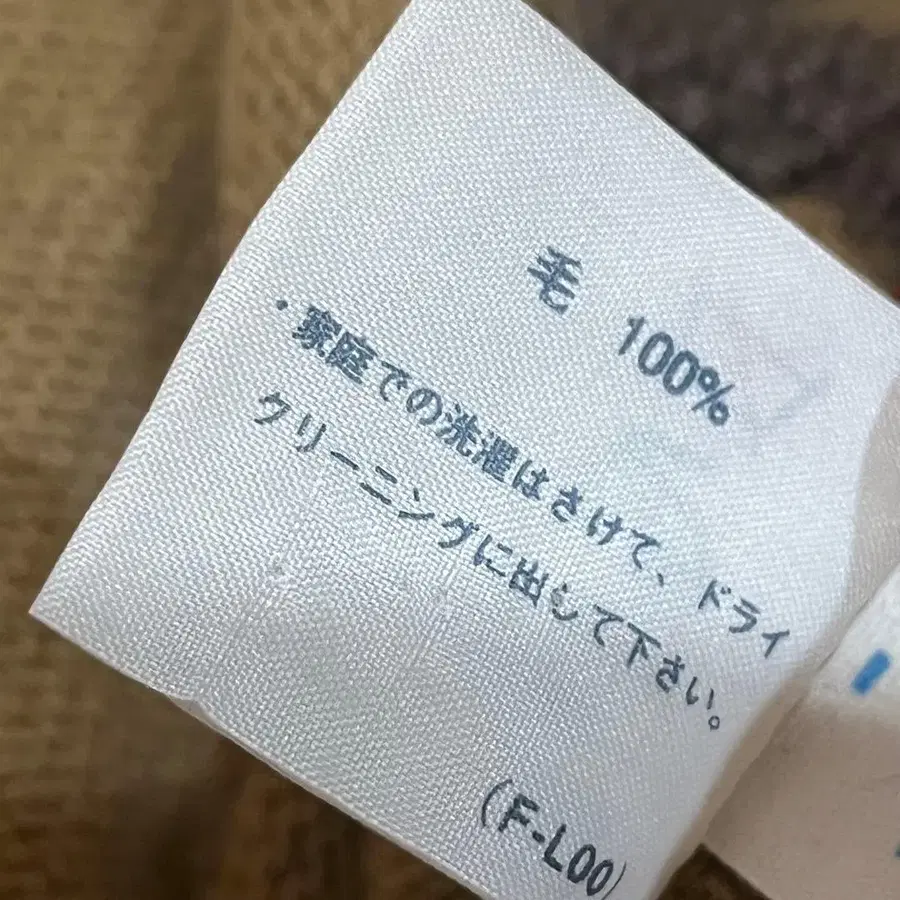 毛 100%
・家庭での洗濯はさけて、ドライ
クリーニングに出して下さい。
(F-L00)